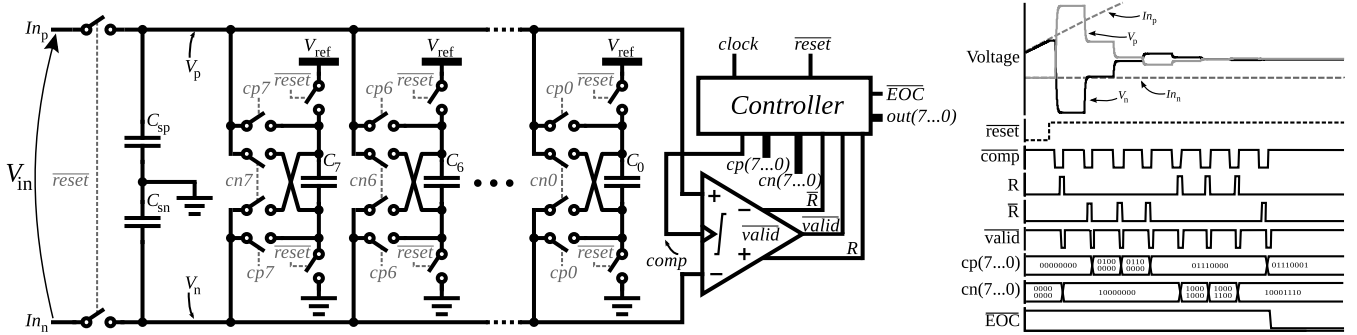 In_p
V_in
reset
In_n
C_sp
C_sn
V_p
V_n
V_ref
reset
cp7
C_7
cn7
reset
cp7
V_ref
reset
cp6
C_6
cn6
reset
cp6
V_ref
reset
cp0
C_0
cn0
reset
cp0
clock
reset
Controller
EOC
out(7...0)
cp(7...0)
cn(7...0)
R
+
−
valid
valid
+
−
R
comp
Voltage
In_p
V_p
V_n
In_n
reset
comp
R
R
valid
cp(7...0) 00000000 0100 0000 0110 0000 01110000 01110001
cn(7...0) 0000 0000 10000000 1000 1000 1000 1100 10001110
EOC